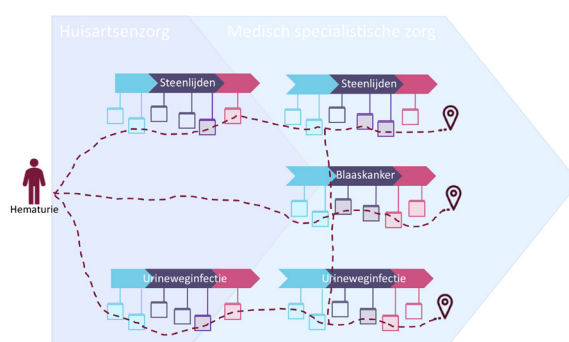 Huisartsenzorg
Medisch specialistische zorg
Steenlijden
Steenlijden
Hematurie
Blaaskanker
Urineweginfectie
Urineweginfectie